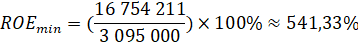 ROE_min = (16 754 211 / 3 095 000) × 100% ≈ 541,33%